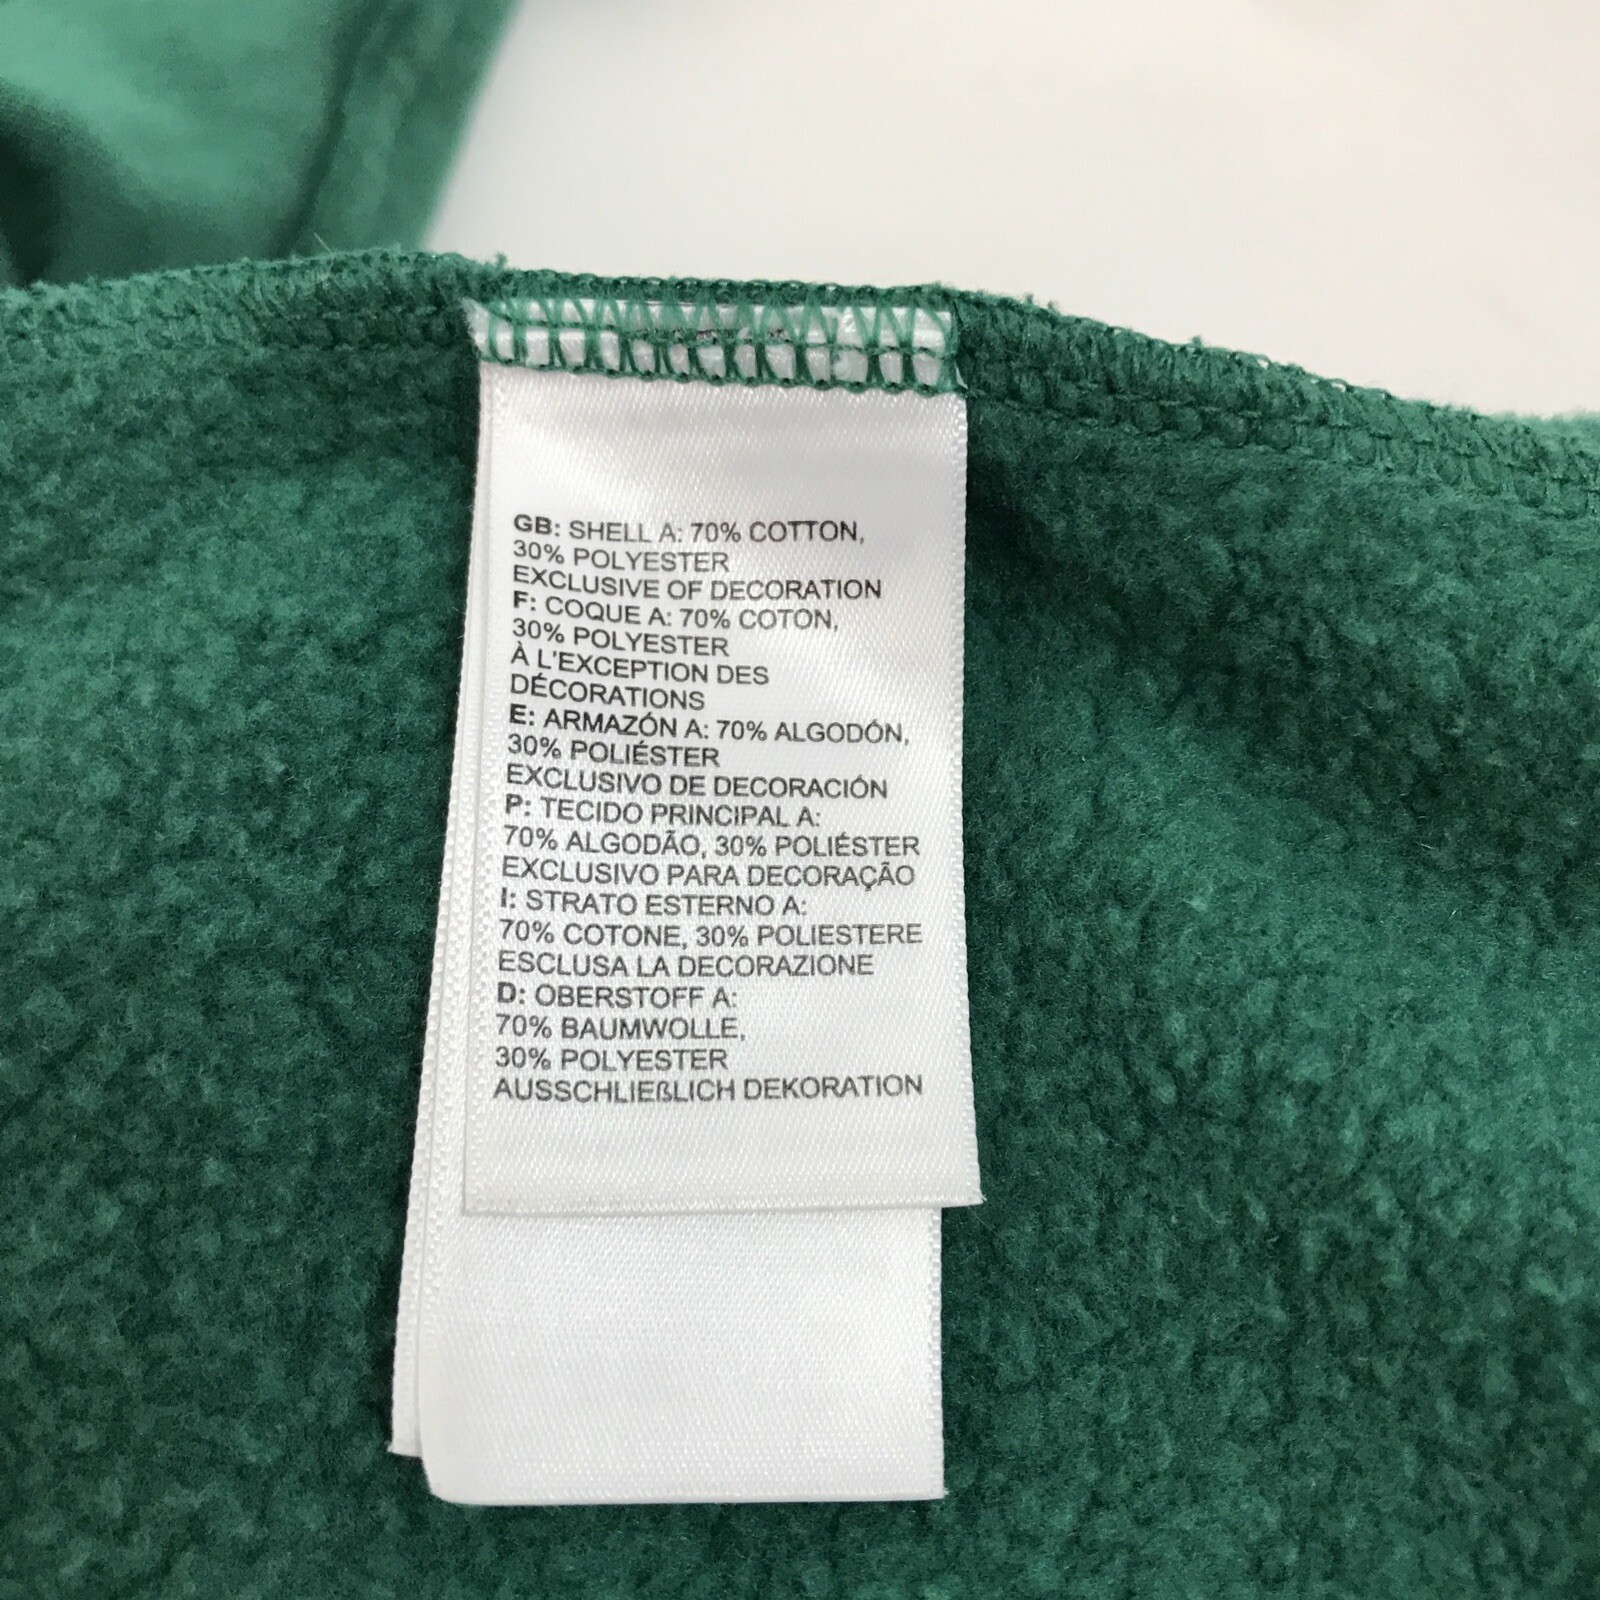 GB: SHELL A: 70% COTTON,
30% POLYESTER
EXCLUSIVE OF DECORATION
F: COQUE A: 70% COTON,
30% POLYESTER
À L'EXCEPTION DES
DÉCORATIONS
E: ARMAZÓN A: 70% ALGODÓN,
30% POLIÉSTER
EXCLUSIVO DE DECORACIÓN
P: TECIDO PRINCIPAL A:
70% ALGODÃO, 30% POLIÉSTER
EXCLUSIVO PARA DECORAÇÃO
I: STRATO ESTERNO A:
70% COTONE, 30% POLIESTERE
ESCLUSA LA DECORAZIONE
D: OBERSTOFF A:
70% BAUMWOLLE,
30% POLYESTER
AUSSCHLIEßLICH DEKORATION